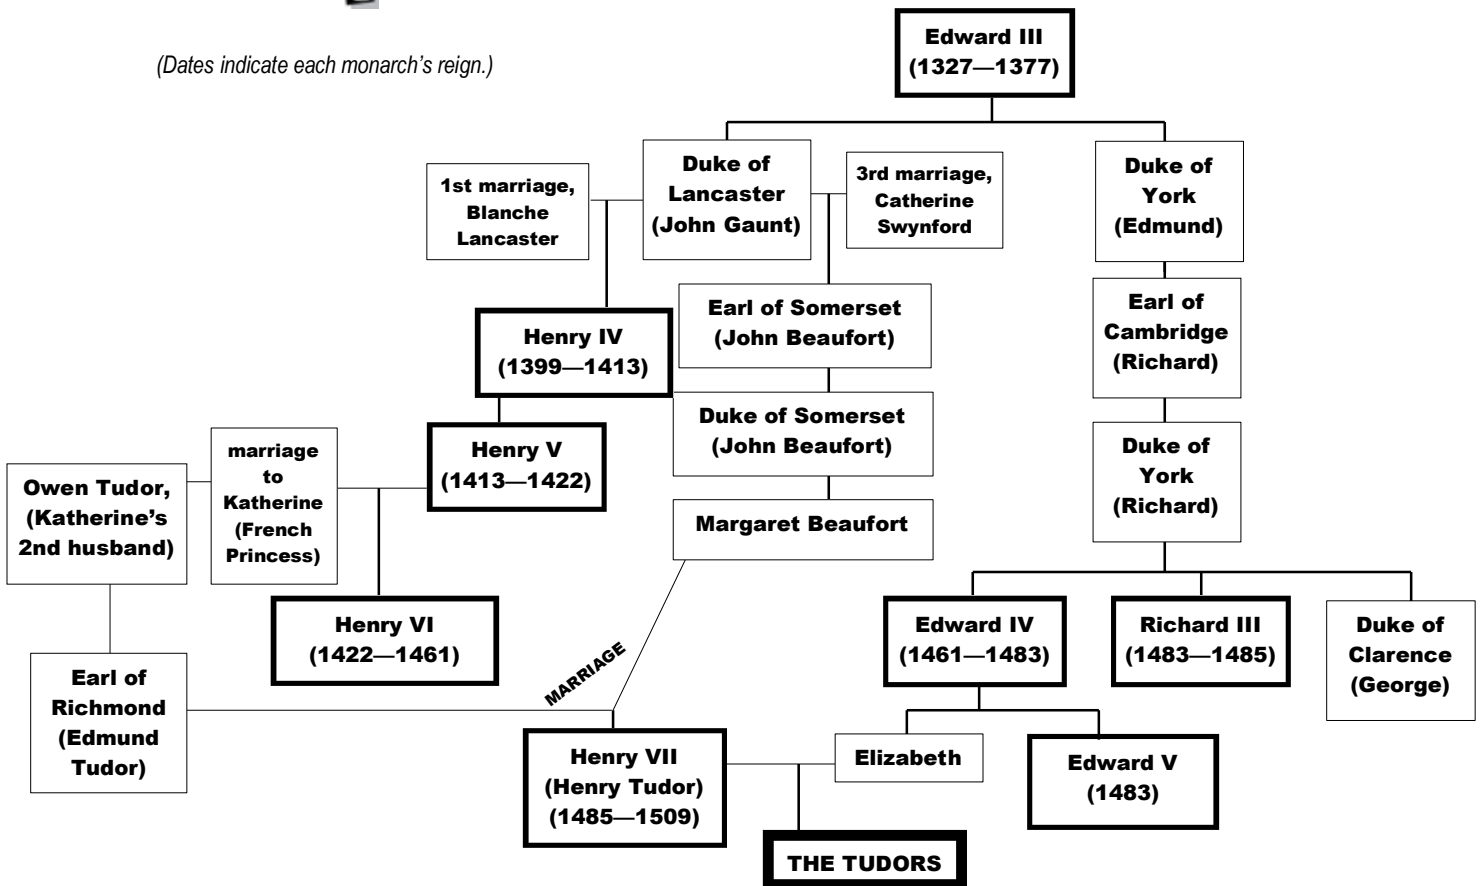 Edward III
(1327—1377)
(Dates indicate each monarch's reign.)
Duke of
Lancaster
(John Gaunt)
1st marriage,
Blanche
Lancaster
3rd marriage,
Catherine
Swynford
Duke of
York
(Edmund)
Henry IV
(1399—1413)
Earl of Somerset
(John Beaufort)
Earl of
Cambridge
(Richard)
Duke of Somerset
(John Beaufort)
Henry V
(1413—1422)
marriage
to
Katherine
(French
Princess)
Owen Tudor,
(Katherine's
2nd husband)
Duke of
York
(Richard)
Margaret Beaufort
Henry VI
(1422—1461)
Edward IV
(1461—1483)
Richard III
(1483—1485)
Duke of
Clarence
(George)
Earl of
Richmond
(Edmund
Tudor)
MARRIAGE
Henry VII
(Henry Tudor)
(1485—1509)
Elizabeth
Edward V
(1483)
THE TUDORS